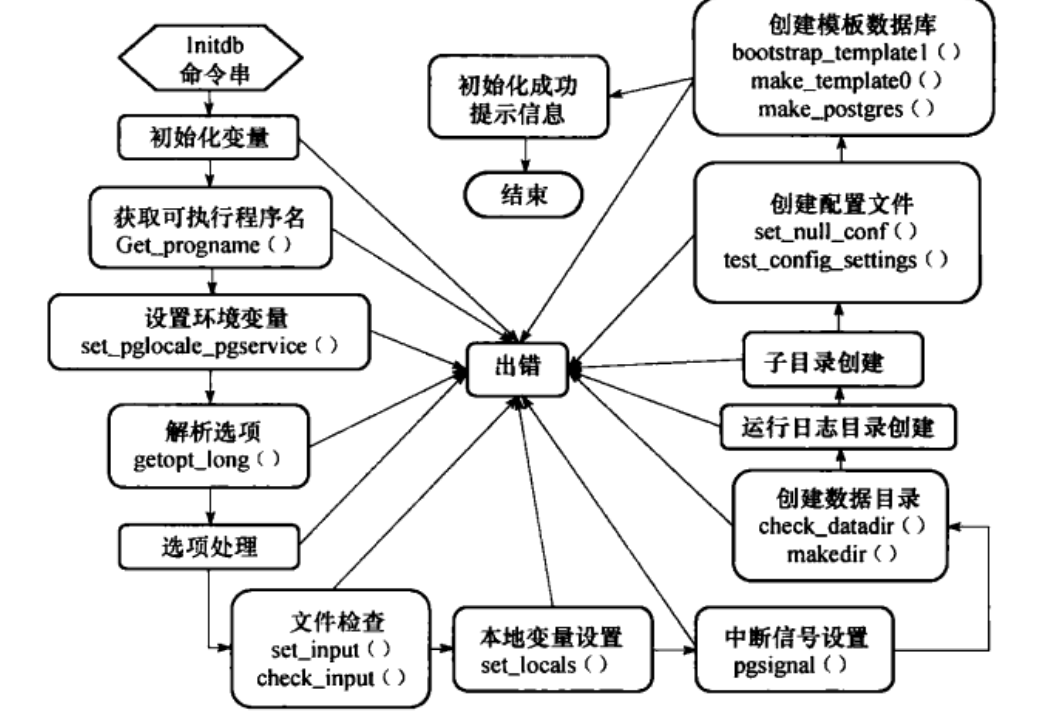 Initdb
命令串
初始化变量
获取可执行程序名
Get_progname（）
设置环境变量
set_pglocale_pgservice（）
解析选项
getopt_long（）
选项处理
文件检查
set_input（）
check_input（）
本地变量设置
set_locals（）
中断信号设置
pgsignal（）
创建数据目录
check_datadir（）
makedir（）
运行日志目录创建
子目录创建
创建配置文件
set_null_conf（）
test_config_settings（）
创建模板数据库
bootstrap_template1（）
make_template0（）
make_postgres（）
初始化成功
提示信息
结束
出错